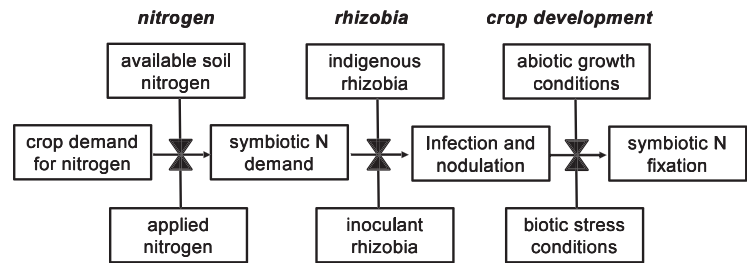 nitrogen
rhizobia
crop development
available soil
nitrogen
indigenous
rhizobia
abiotic growth
conditions
crop demand
for nitrogen
symbiotic N
demand
Infection and
nodulation
symbiotic N
fixation
applied
nitrogen
inoculant
rhizobia
biotic stress
conditions